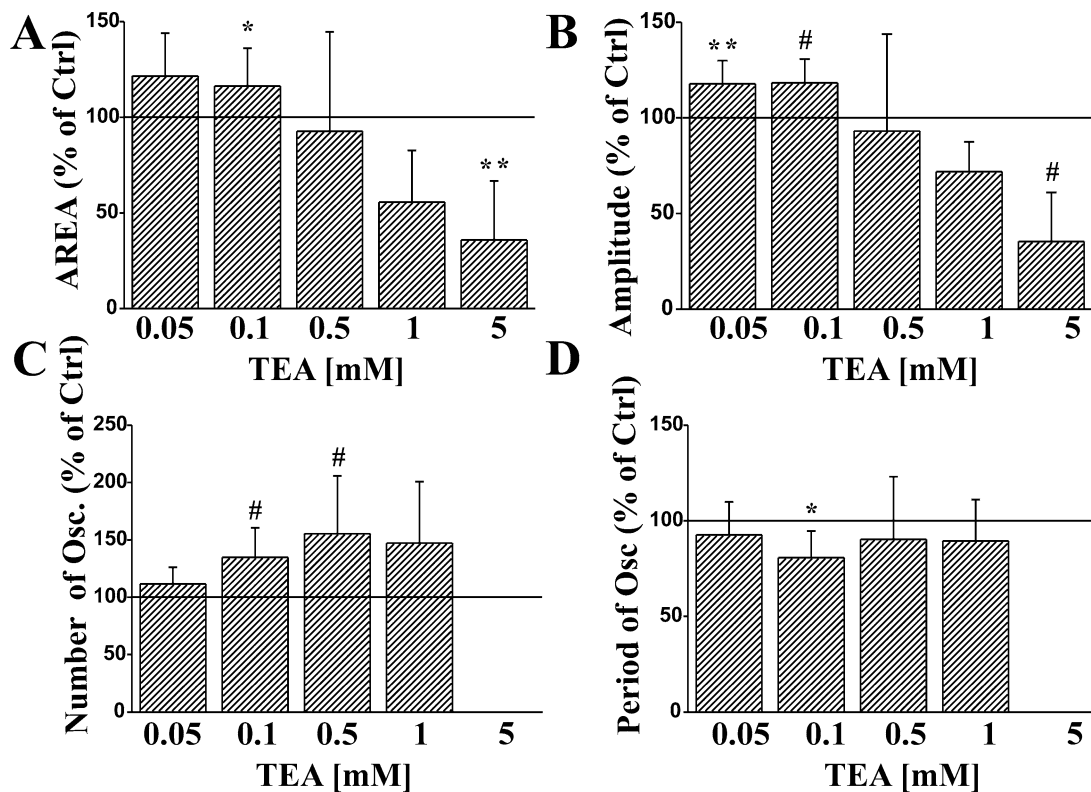 A
AREA (% of Ctrl)
150
100
50
0
*
**
0.05 0.1 0.5 1 5
TEA [mM]
B
Amplitude (% of Ctrl)
150
100
50
0
**
#
#
0.05 0.1 0.5 1 5
TEA [mM]
C
Number of Osc. (% of Ctrl)
250
200
150
100
50
0
#
#
0.05 0.1 0.5 1 5
TEA [mM]
D
Period of Osc (% of Ctrl)
150
100
50
0
*
0.05 0.1 0.5 1 5
TEA [mM]